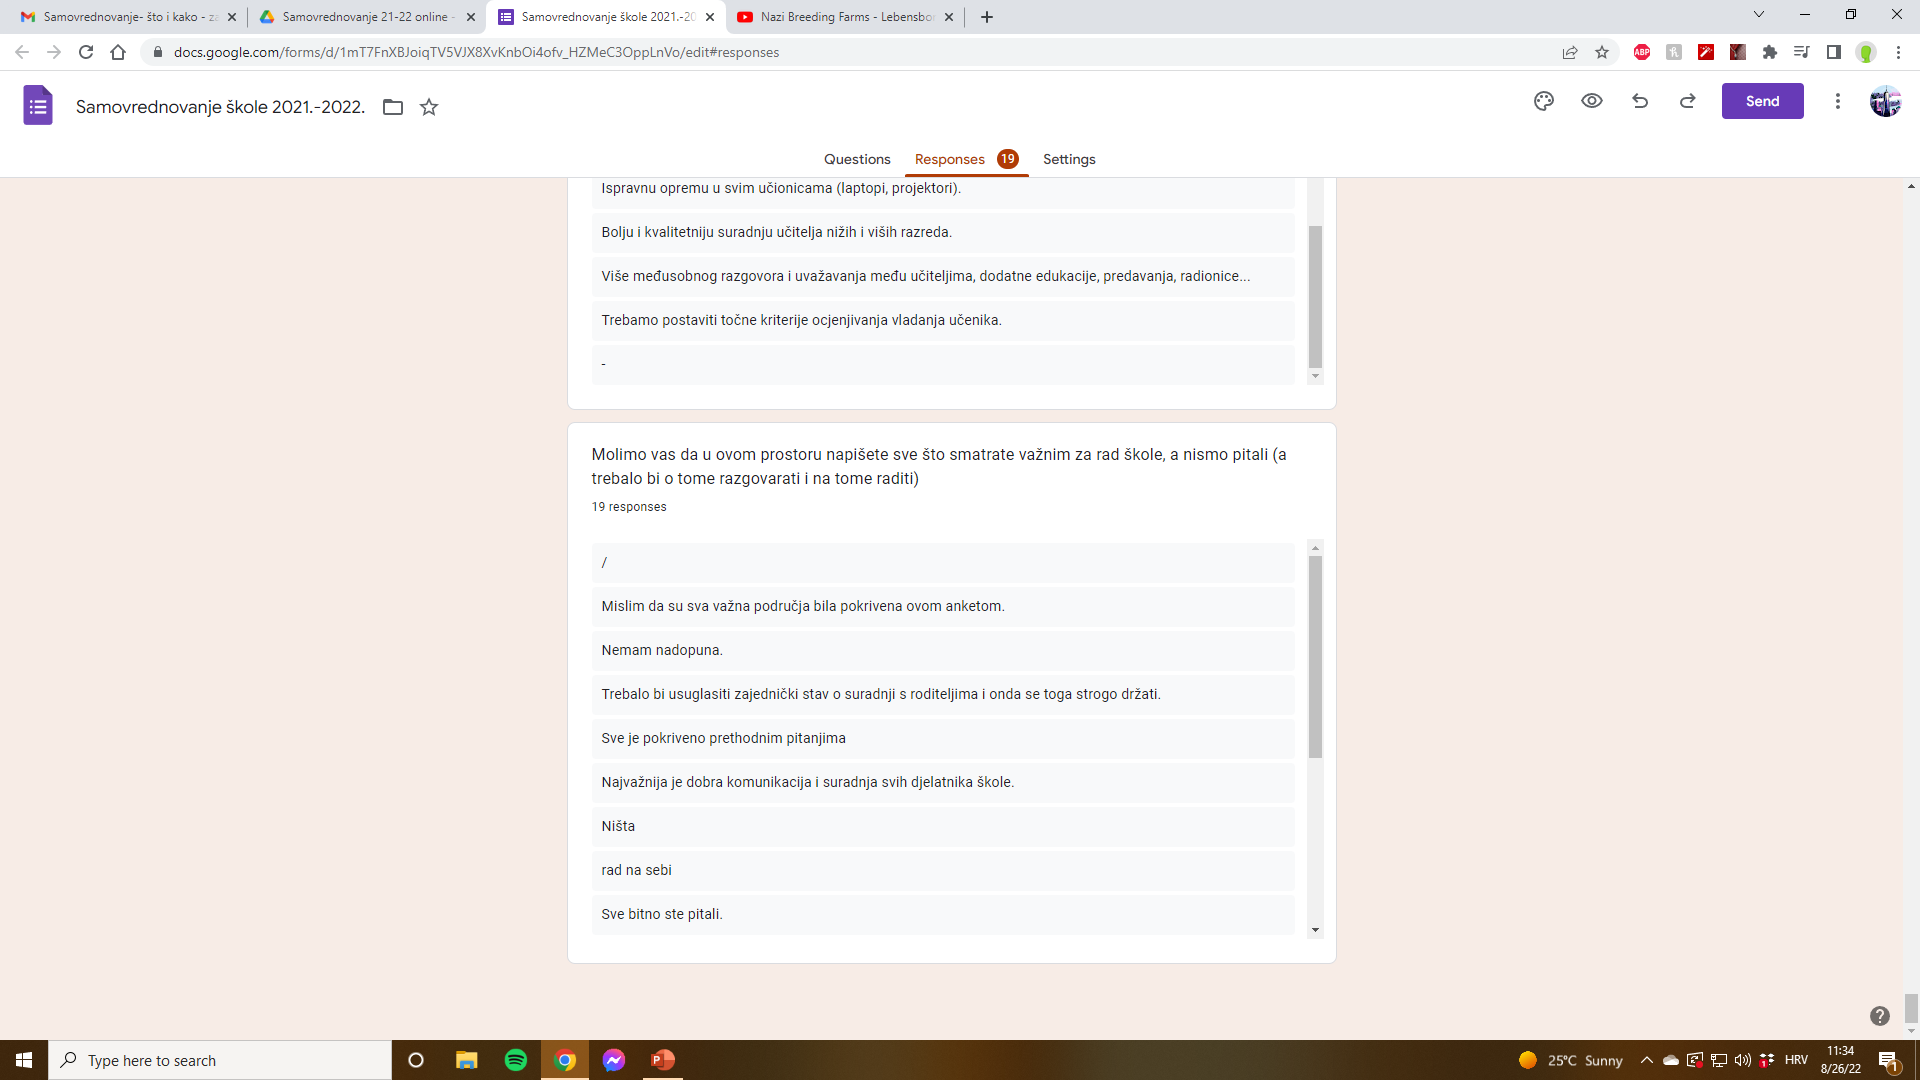 Samovrednovanje- što i kako - za
Samovrednovanje 21-22 online -
Samovrednovanje škole 2021.-20
Nazi Breeding Farms - Lebensbo
docs.google.com/forms/d/1mT7FnXBJoiqTV5VJX8XvKnbOi4ofv_HZMeC3OppLnVo/edit#responses
ABP
Samovrednovanje škole 2021.-2022.
Send
Questions Responses 19 Settings
Ispravnu opremu u svim učionicama (laptopi, projektori).
Bolju i kvalitetniju suradnju učitelja nižih i viših razreda.
Više međusobnog razgovora i uvažavanja među učiteljima, dodatne edukacije, predavanja, radionice...
Trebamo postaviti točne kriterije ocjenjivanja vladanja učenika.
-
Molimo vas da u ovom prostoru napišete sve što smatrate važnim za rad škole, a nismo pitali (a
trebalo bi o tome razgovarati i na tome raditi)
19 responses
/
Mislim da su sva važna područja bila pokrivena ovom anketom.
Nemam nadopuna.
Trebalo bi usuglasiti zajednički stav o suradnji s roditeljima i onda se toga strogo držati.
Sve je pokriveno prethodnim pitanjima
Najvažnija je dobra komunikacija i suradnja svih djelatnika škole.
Ništa
rad na sebi
Sve bitno ste pitali.
Type here to search
25°C Sunny
HRV
11:34
8/26/22
1